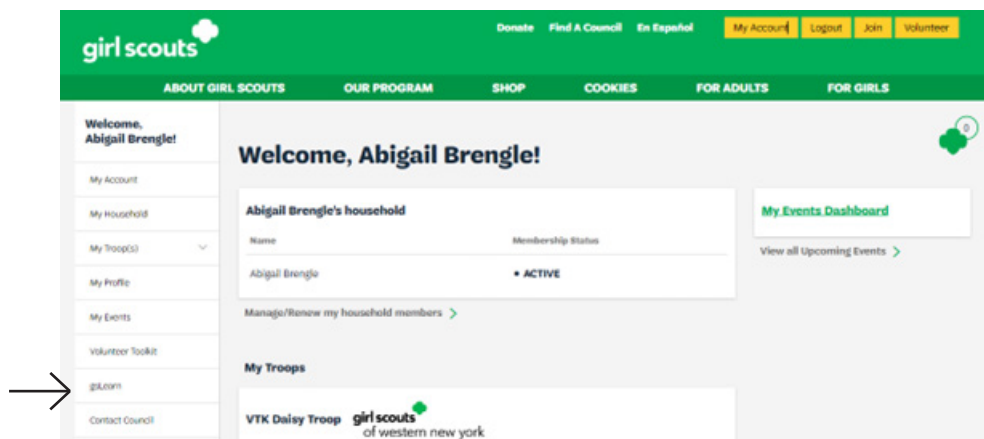 Donate Find A Council En Español My Account Logout Join Volunteer
girl scouts
ABOUT GIRL SCOUTS OUR PROGRAM SHOP COOKIES FOR ADULTS FOR GIRLS
Welcome,
Abigail Brengle!
My Account
My Household
My Troop(s)
My Profile
My Events
Volunteer Toolkit
gsLearn
Contact Council
0
Welcome, Abigail Brengle!
Abigail Brengle's household
Name Membership Status
Abigail Brengle • ACTIVE
Manage/Renew my household members >
My Events Dashboard
View all Upcoming Events >
My Troops
VTK Daisy Troop girl scouts
of western new york